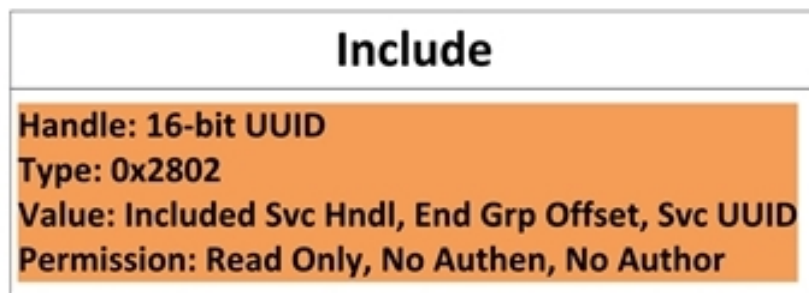 Include
Handle: 16-bit UUID
Type: 0x2802
Value: Included Svc Hndl, End Grp Offset, Svc UUID
Permission: Read Only, No Authen, No Author